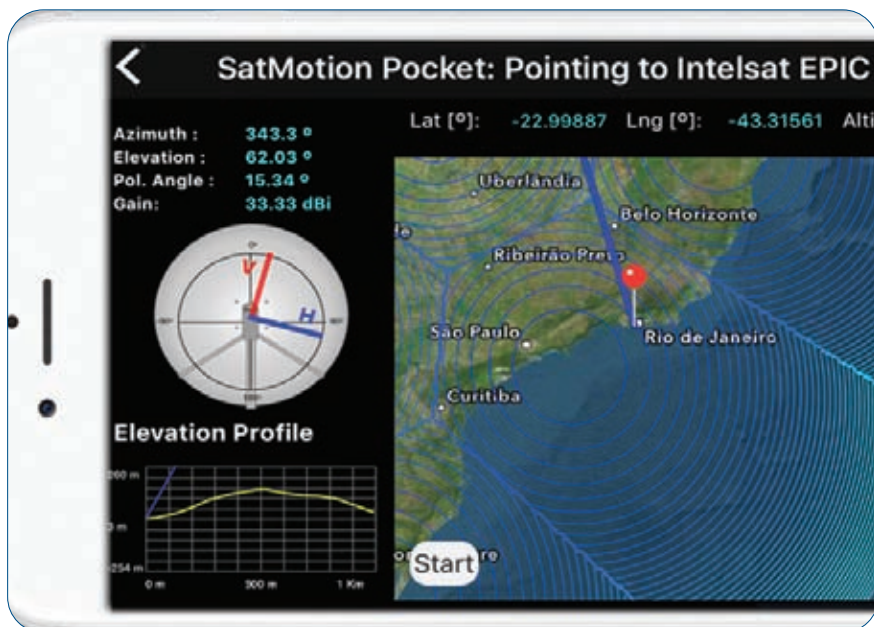 SatMotion Pocket: Pointing to Intelsat EPIC
Lat [º]: -22.99887 Lng [º]: -43.31561 Alti
Azimuth : 343.3 º
Elevation : 62.03 º
Pol. Angle : 15.34 º
Gain: 33.33 dBi
0°
V
H
Uberlândia
Belo Horizonte
Ribeirão Preto
São Paulo
Rio de Janeiro
Curitiba
Elevation Profile
0 m
1 Km
Start